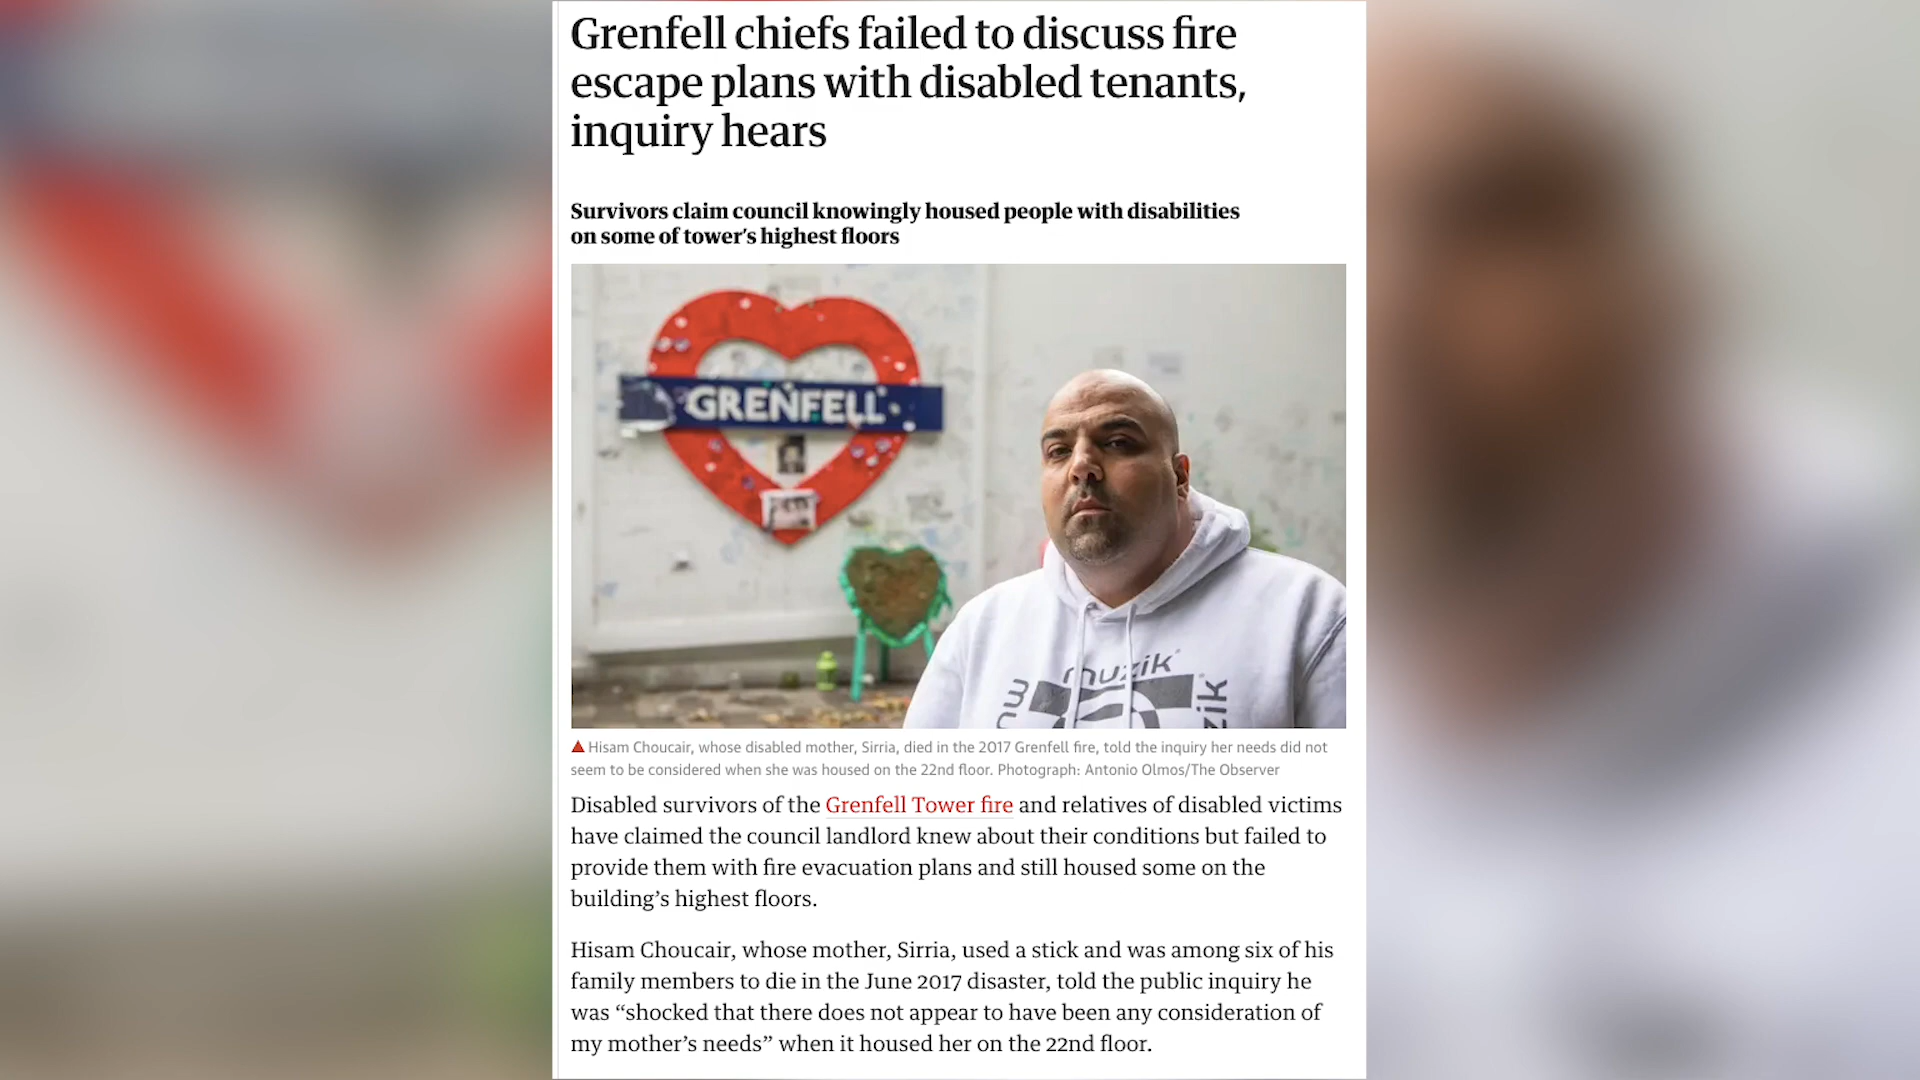 Grenfell chiefs failed to discuss fire
escape plans with disabled tenants,
inquiry hears
Survivors claim council knowingly housed people with disabilities
on some of tower's highest floors
GRENFELL
muzik
zik
▲ Hisam Choucair, whose disabled mother, Sirria, died in the 2017 Grenfell fire, told the inquiry her needs did not
seem to be considered when she was housed on the 22nd floor. Photograph: Antonio Olmos/The Observer
Disabled survivors of the Grenfell Tower fire and relatives of disabled victims
have claimed the council landlord knew about their conditions but failed to
provide them with fire evacuation plans and still housed some on the
building's highest floors.
Hisam Choucair, whose mother, Sirria, used a stick and was among six of his
family members to die in the June 2017 disaster, told the public inquiry he
was “shocked that there does not appear to have been any consideration of
my mother's needs” when it housed her on the 22nd floor.